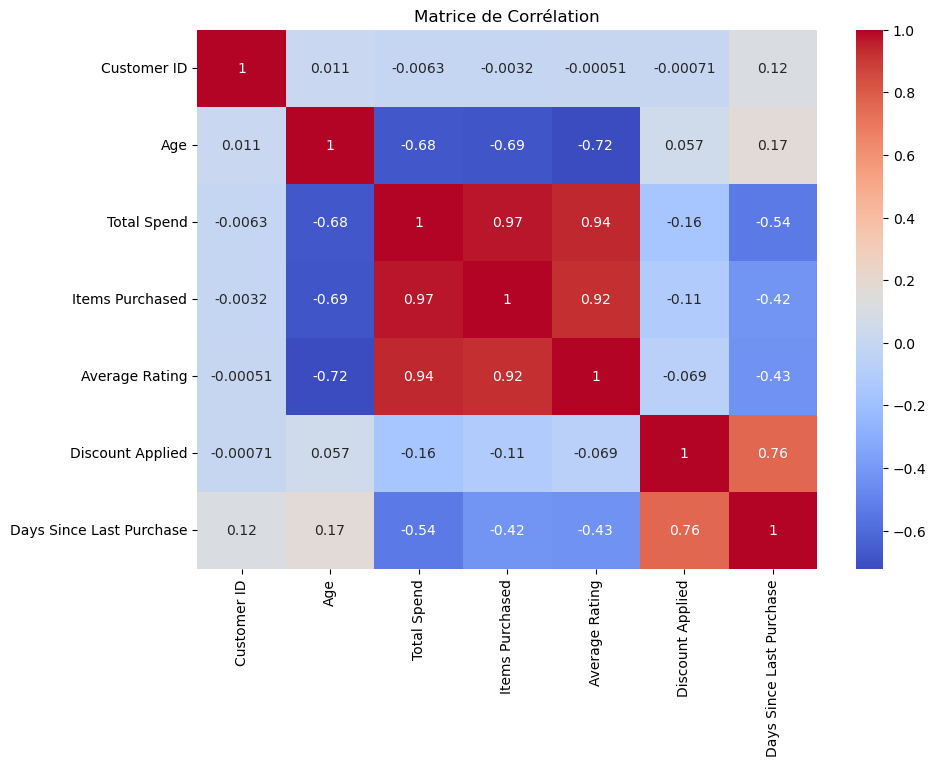 Matrice de Corrélation
Customer ID 1 0.011 -0.0063 -0.0032 -0.00051 -0.00071 0.12
Age 0.011 1 -0.68 -0.69 -0.72 0.057 0.17
Total Spend -0.0063 -0.68 1 0.97 0.94 -0.16 -0.54
Items Purchased -0.0032 -0.69 0.97 1 0.92 -0.11 -0.42
Average Rating -0.00051 -0.72 0.94 0.92 1 -0.069 -0.43
Discount Applied -0.00071 0.057 -0.16 -0.11 -0.069 1 0.76
Days Since Last Purchase 0.12 0.17 -0.54 -0.42 -0.43 0.76 1
Customer ID
Age
Total Spend
Items Purchased
Average Rating
Discount Applied
Days Since Last Purchase
1.0
0.8
0.6
0.4
0.2
0.0
−0.2
−0.4
−0.6